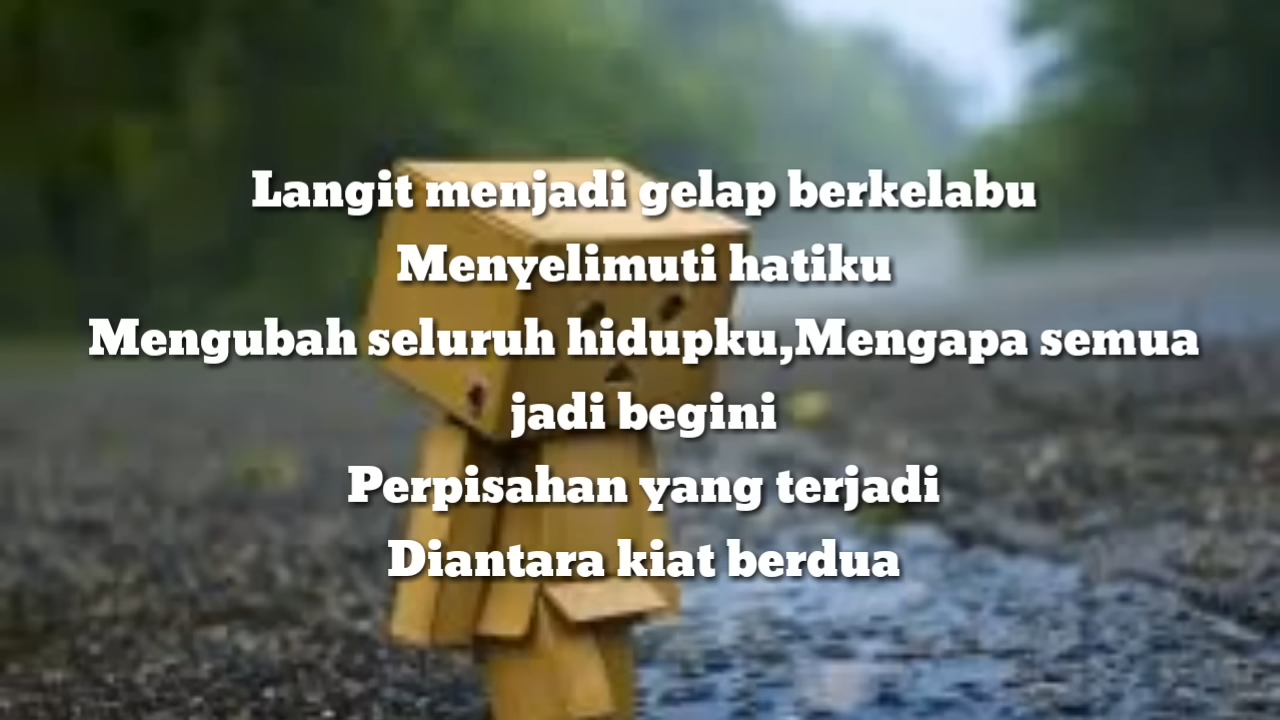 Langit menjadi gelap berkelabu
Menyelimuti hatiku
Mengubah seluruh hidupku,Mengapa semua
jadi begini
Perpisahan yang terjadi
Diantara kiat berdua